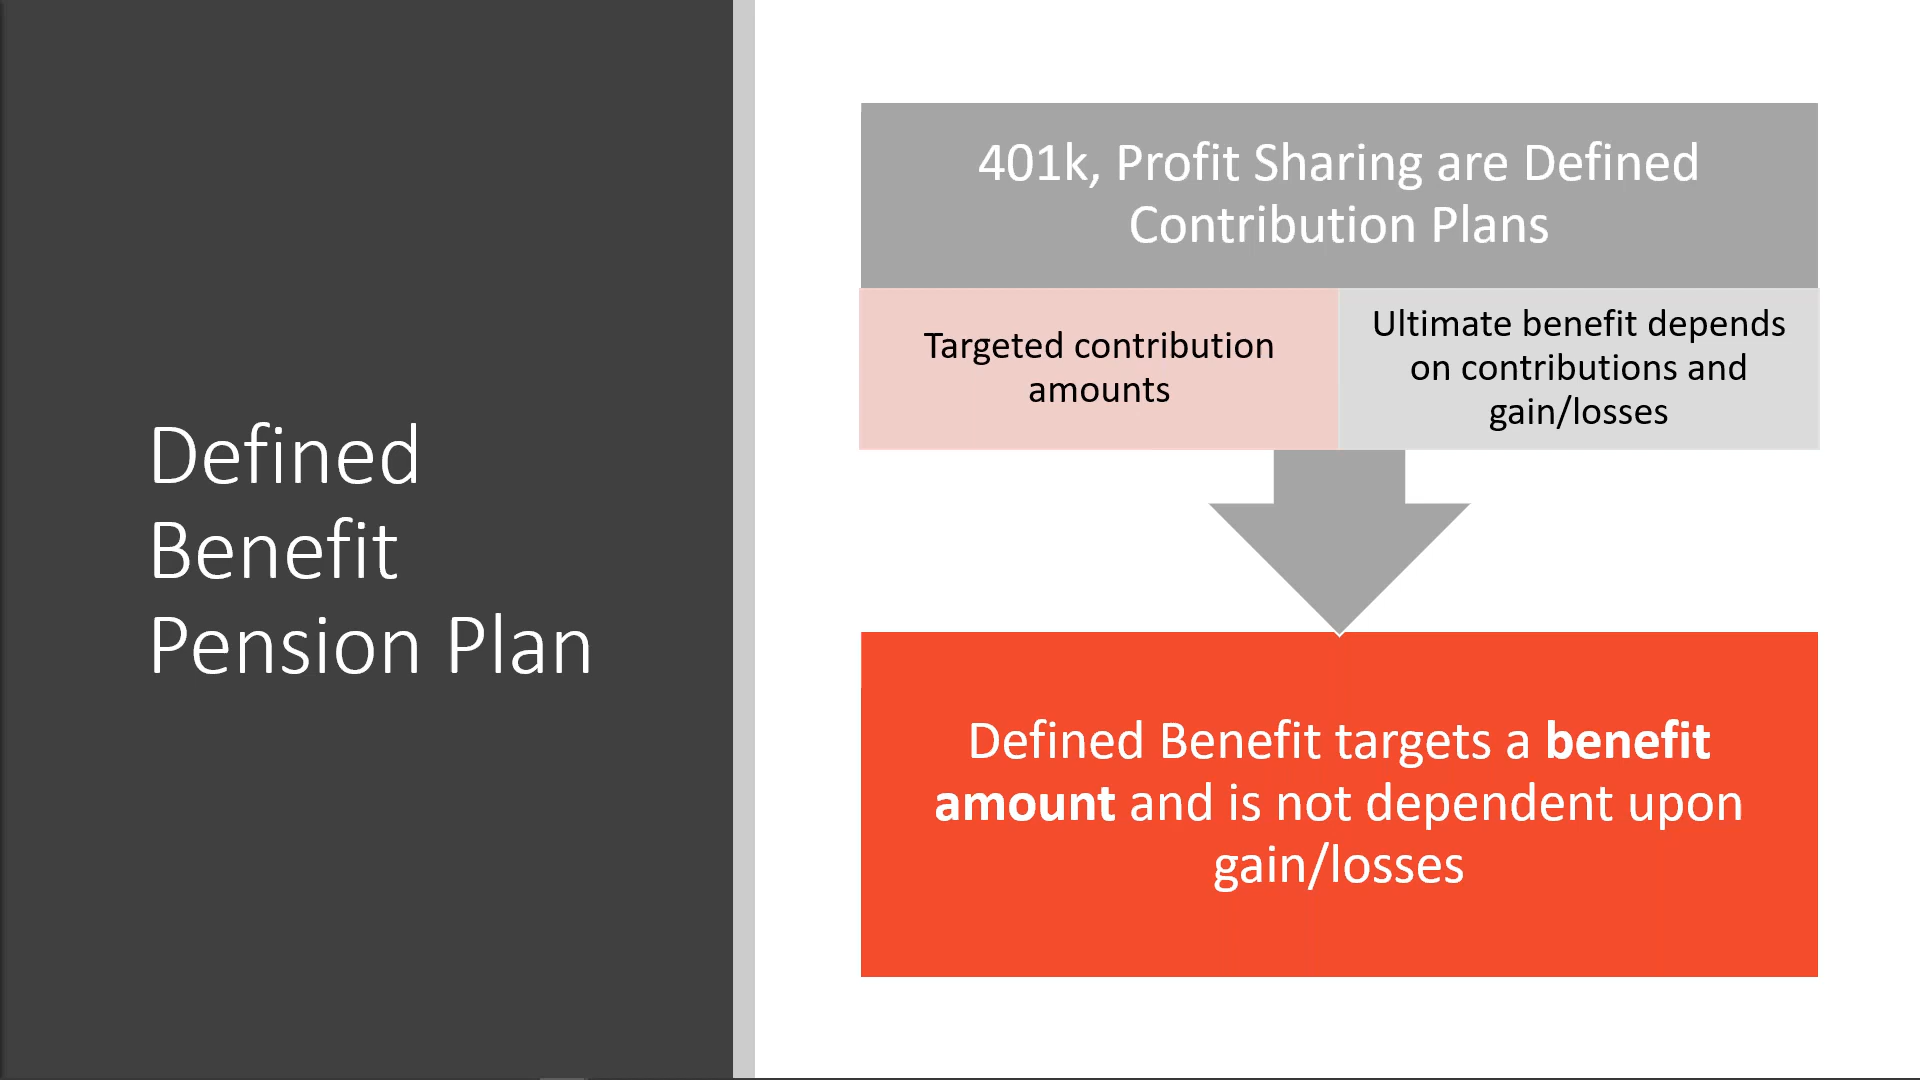 Defined
Benefit
Pension Plan
401k, Profit Sharing are Defined
Contribution Plans
Targeted contribution
amounts
Ultimate benefit depends
on contributions and
gain/losses
Defined Benefit targets a benefit
amount and is not dependent upon
gain/losses